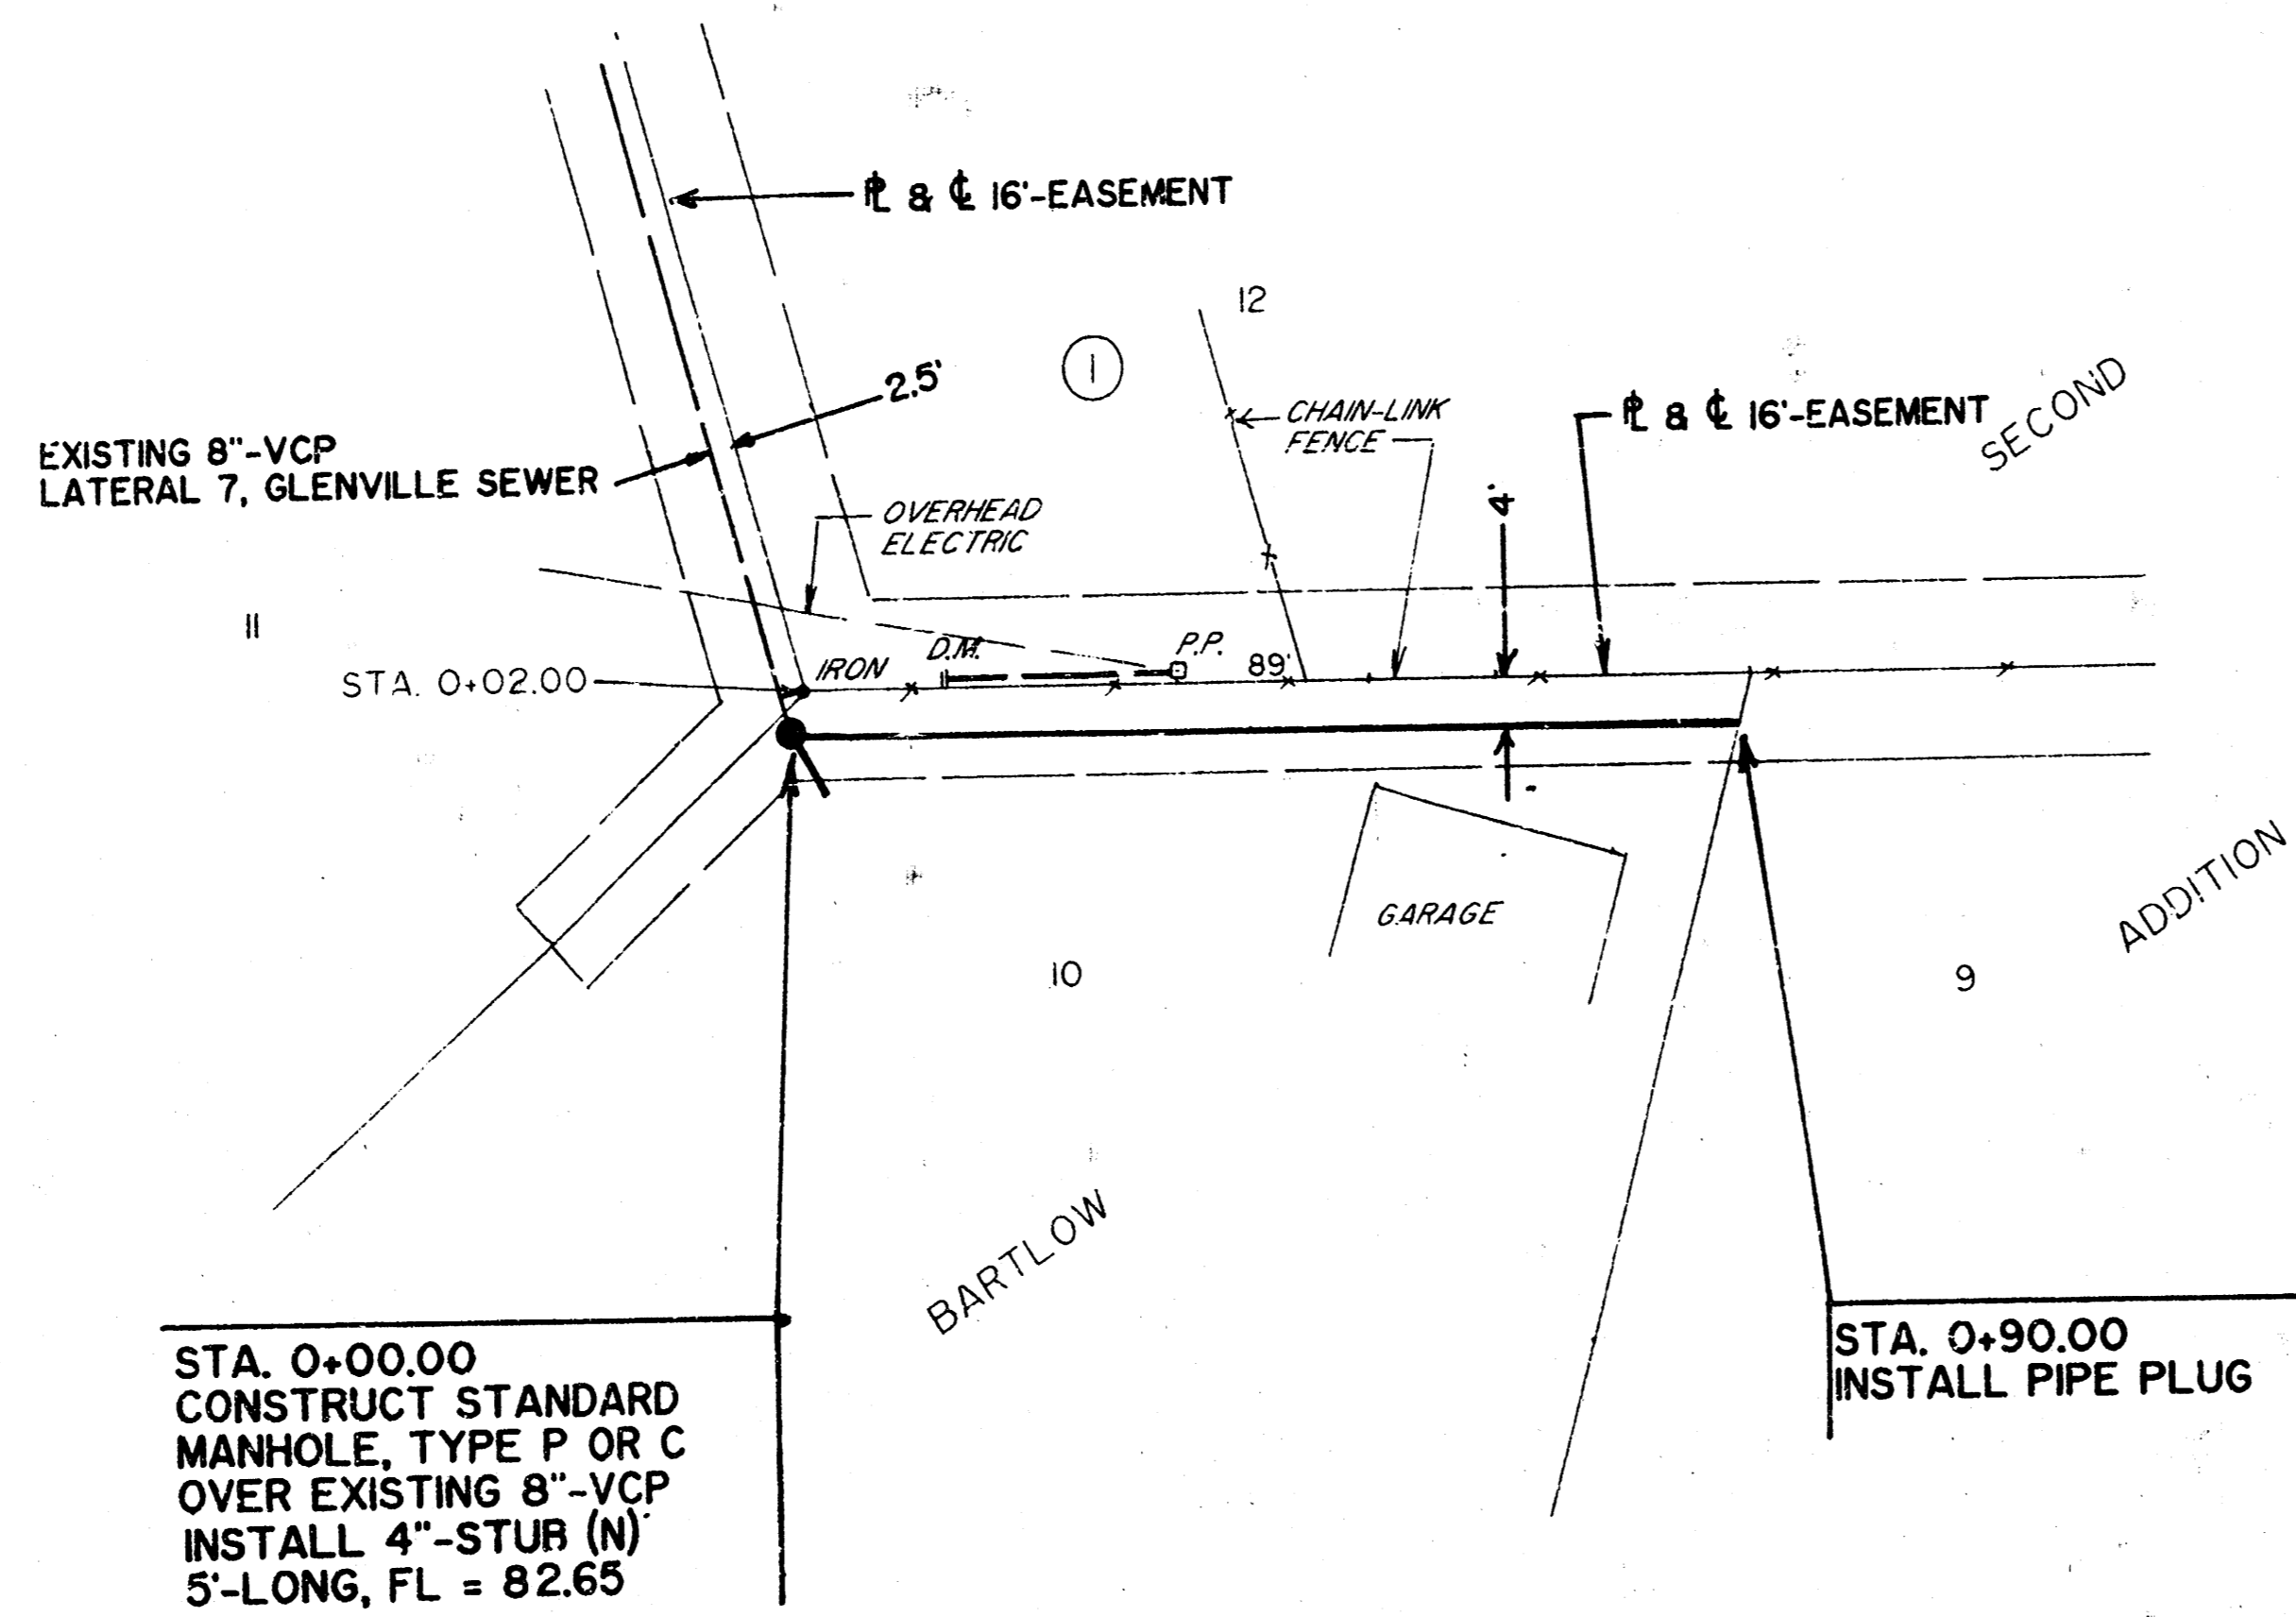 ℄ & ℄ 16'-EASEMENT
12
1
2.5'
SECOND
CHAIN-LINK
FENCE
℄ 16'-EASEMENT
EXISTING 8"-VCP
LATERAL 7, GLENVILLE SEWER
4'
OVERHEAD
ELECTRIC
11
STA. 0+02.00
IRON
D.M.
P.P.
89'
GARAGE
ADDITION
10
9
BARTLOW
STA. 0+00.00
CONSTRUCT STANDARD
MANHOLE, TYPE P OR C
OVER EXISTING 8"-VCP
INSTALL 4"-STUB (N)
5'-LONG, FL = 82.65
STA. 0+90.00
INSTALL PIPE PLUG